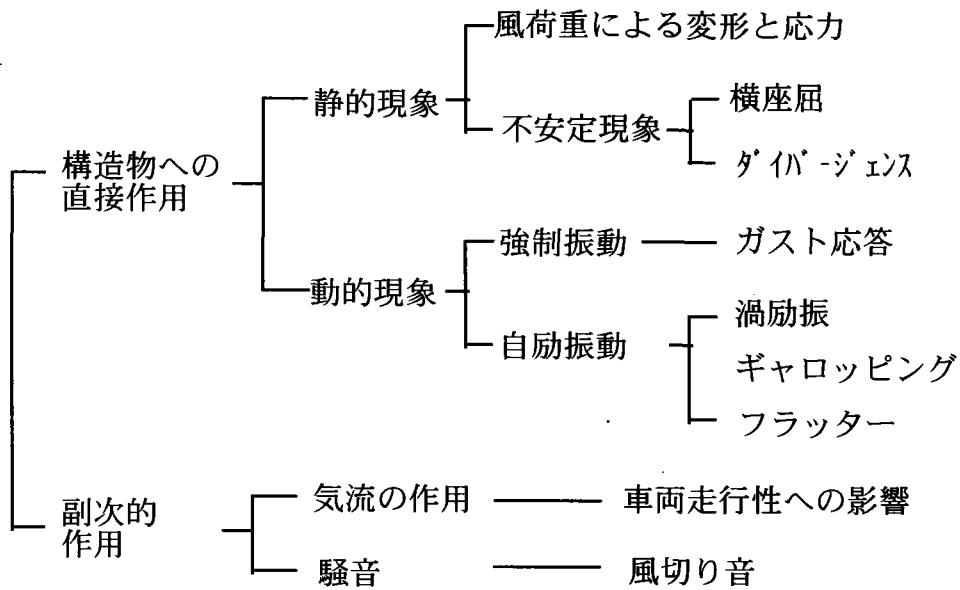 風荷重による変形と応力
静的現象
横座屈
不安定現象
構造物への
直接作用
ﾀﾞｲﾊﾞｰｼﾞｪﾝｽ
強制振動
ガスト応答
動的現象
渦励振
自励振動
ギャロッピング
フラッター
気流の作用
車両走行性への影響
副次的
作用
騒音
風切り音